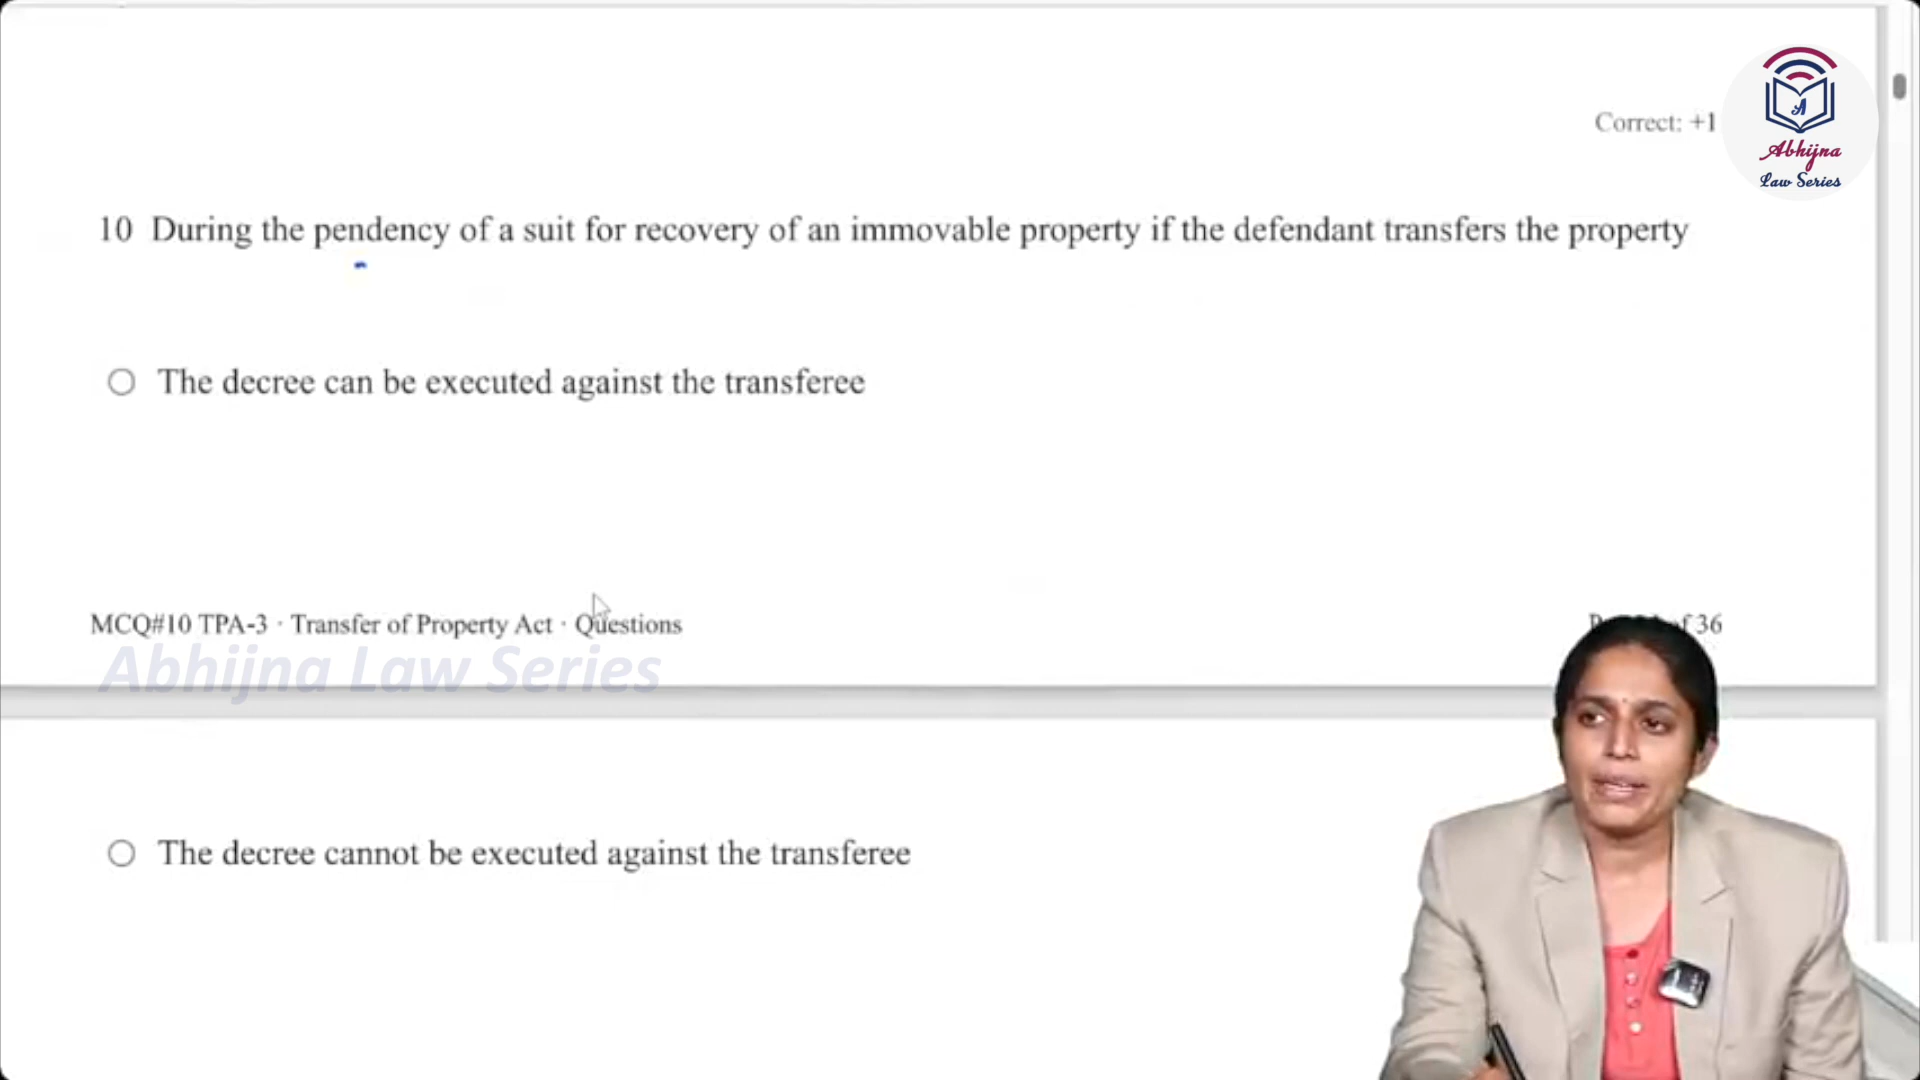 Correct: +1
A
Abhijna
Law Series
10 During the pendency of a suit for recovery of an immovable property if the defendant transfers the property
The decree can be executed against the transferee
MCQ#10 TPA-3 · Transfer of Property Act · Questions
of 36
Abhijna Law Series
The decree cannot be executed against the transferee